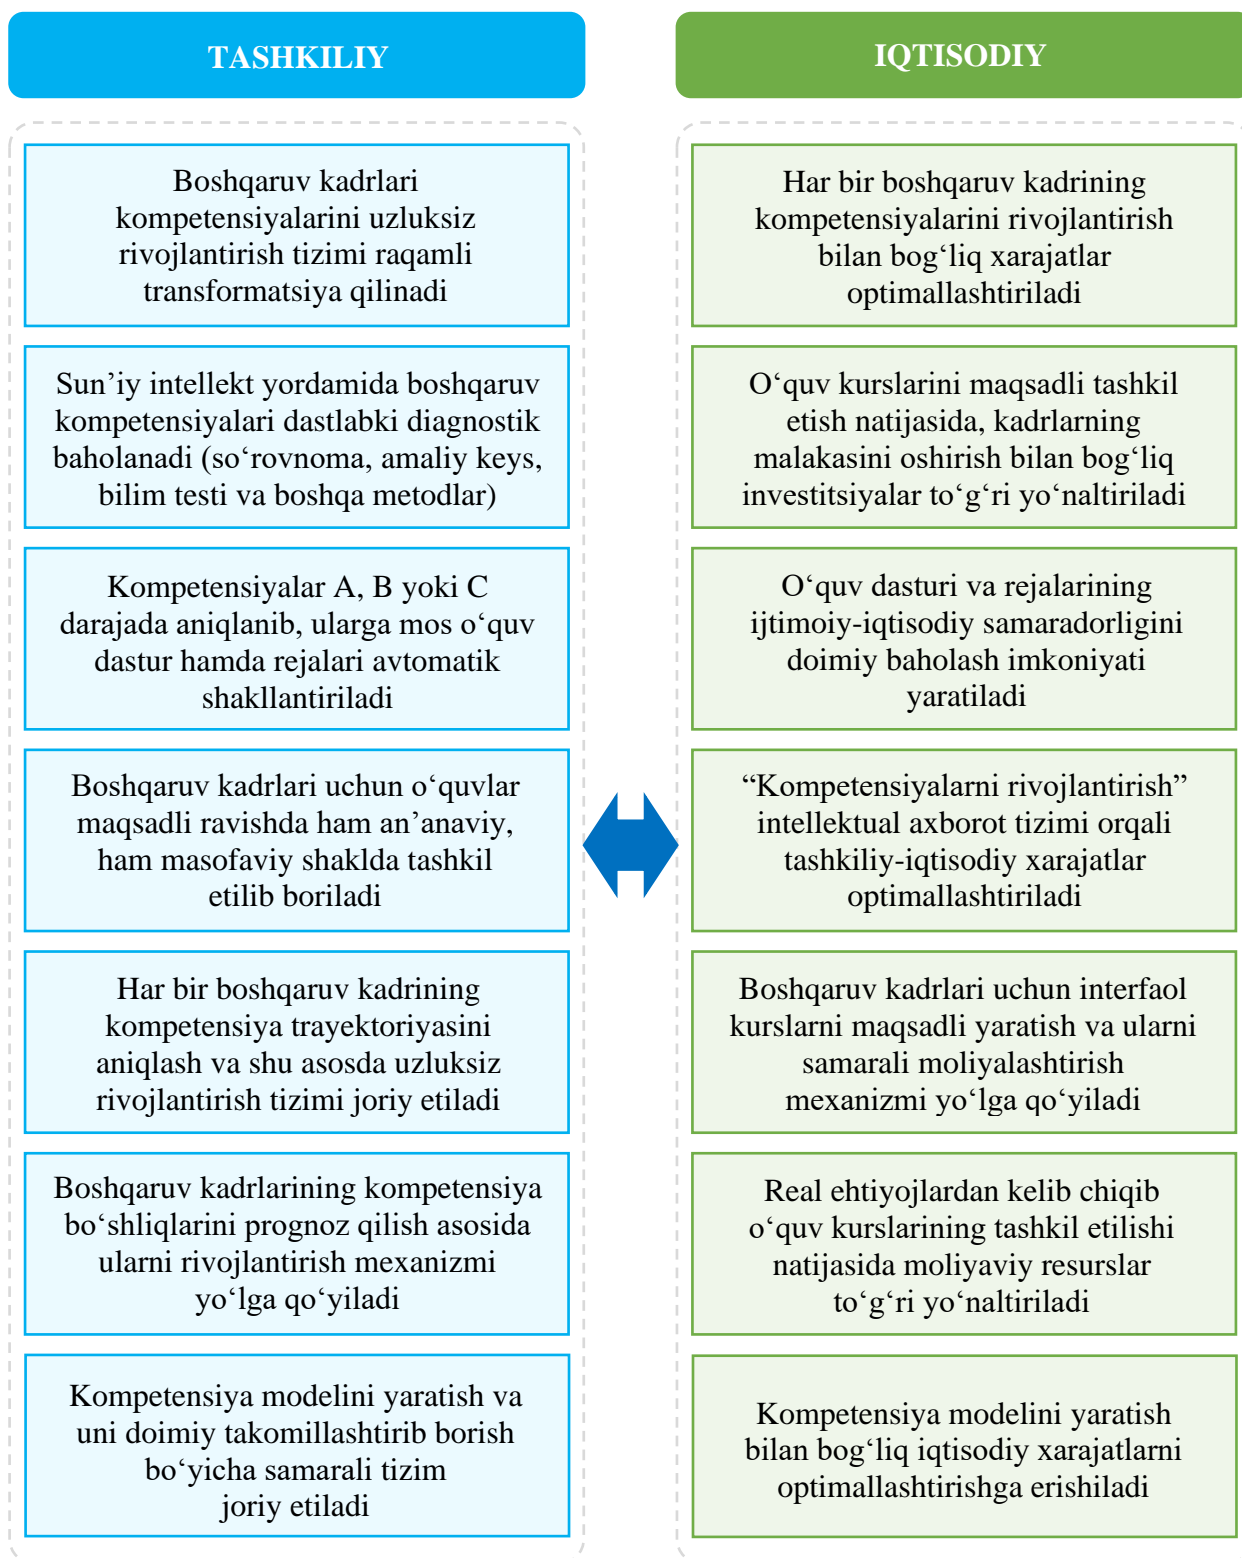 TASHKILIY
Boshqaruv kadrlari
kompetensiyalarini uzluksiz
rivojlantirish tizimi raqamli
transformatsiya qilinadi
Sun’iy intellekt yordamida boshqaruv
kompetensiyalari dastlabki diagnostik
baholanadi (so‘rovnoma, amaliy keys,
bilim testi va boshqa metodlar)
Kompetensiyalar A, B yoki C
darajada aniqlanib, ularga mos o‘quv
dastur hamda rejalari avtomatik
shakllantiriladi
Boshqaruv kadrlari uchun o‘quvlar
maqsadli ravishda ham an’anaviy,
ham masofaviy shaklda tashkil
etilib boriladi
Har bir boshqaruv kadrining
kompetensiya trayektoriyasini
aniqlash va shu asosda uzluksiz
rivojlantirish tizimi joriy etiladi
Boshqaruv kadrlarining kompetensiya
bo‘shliqlarini prognoz qilish asosida
ularni rivojlantirish mexanizmi
yo‘lga qo‘yiladi
Kompetensiya modelini yaratish va
uni doimiy takomillashtirib borish
bo‘yicha samarali tizim
joriy etiladi
IQTISODIY
Har bir boshqaruv kadrining
kompetensiyalarini rivojlantirish
bilan bog‘liq xarajatlar
optimallashtiriladi
O‘quv kurslarini maqsadli tashkil
etish natijasida, kadrlarning
malakasini oshirish bilan bog‘liq
investitsiyalar to‘g‘ri yo‘naltiriladi
O‘quv dasturi va rejalarining
ijtimoiy-iqtisodiy samaradorligini
doimiy baholash imkoniyati
yaratiladi
“Kompetensiyalarni rivojlantirish”
intellektual axborot tizimi orqali
tashkiliy-iqtisodiy xarajatlar
optimallashtiriladi
Boshqaruv kadrlari uchun interfaol
kurslarni maqsadli yaratish va ularni
samarali moliyalashtirish
mexanizmi yo‘lga qo‘yiladi
Real ehtiyojlardan kelib chiqib
o‘quv kurslarining tashkil etilishi
natijasida moliyaviy resurslar
to‘g‘ri yo‘naltiriladi
Kompetensiya modelini yaratish
bilan bog‘liq iqtisodiy xarajatlarni
optimallashtirishga erishiladi